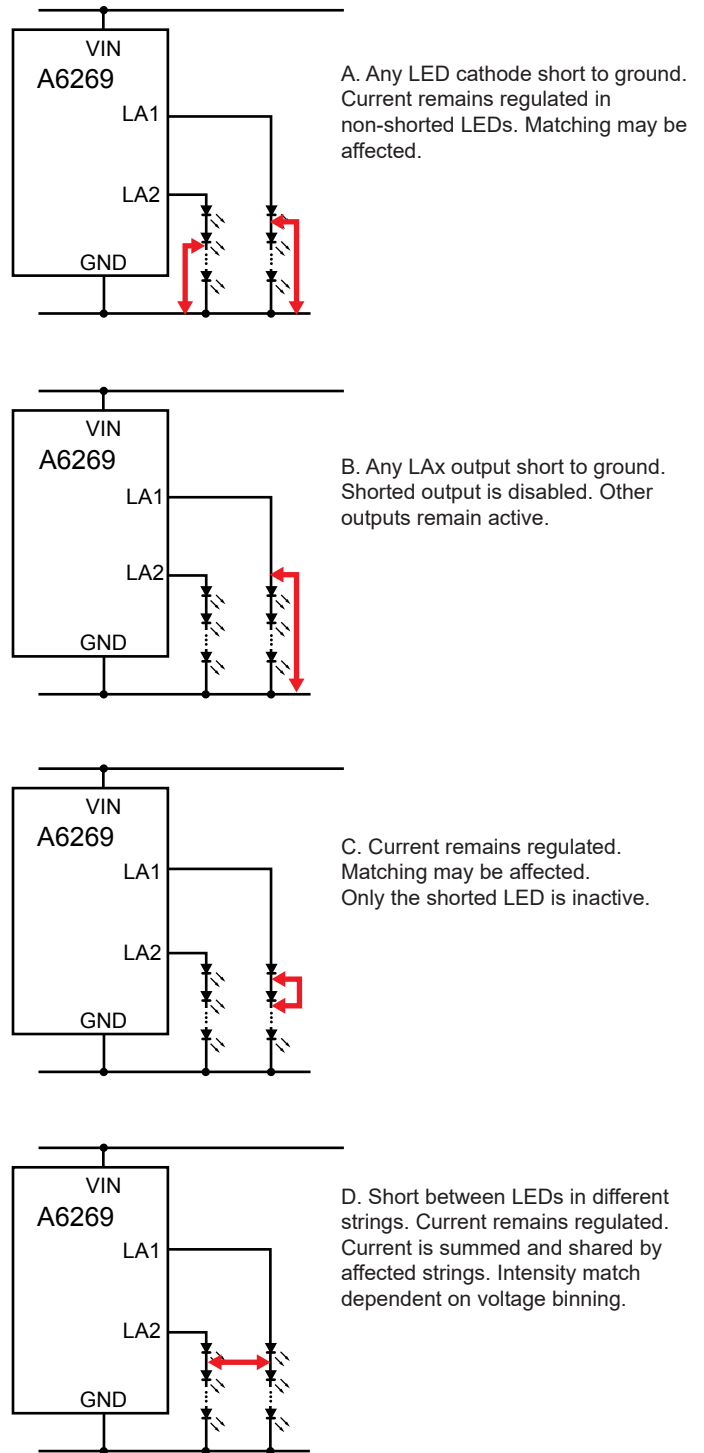 VIN
A6269
LA1
LA2
GND
A. Any LED cathode short to ground.
Current remains regulated in
non-shorted LEDs. Matching may be
affected.
VIN
A6269
LA1
LA2
GND
B. Any LAx output short to ground.
Shorted output is disabled. Other
outputs remain active.
VIN
A6269
LA1
LA2
GND
C. Current remains regulated.
Matching may be affected.
Only the shorted LED is inactive.
VIN
A6269
LA1
LA2
GND
D. Short between LEDs in different
strings. Current remains regulated.
Current is summed and shared by
affected strings. Intensity match
dependent on voltage binning.